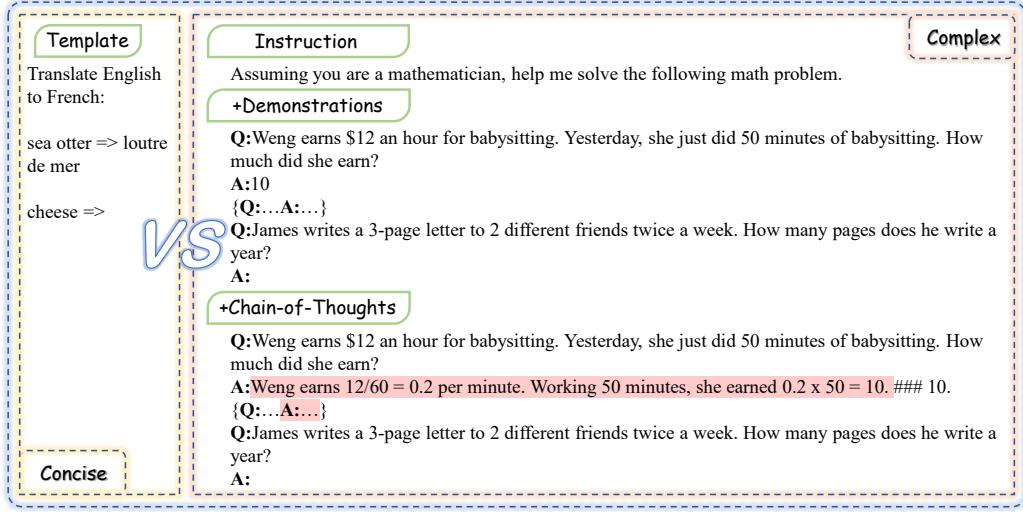 Template
Translate English
to French:
sea otter => loutre
de mer
cheese =>
Concise
VS
Complex
Instruction
Assuming you are a mathematician, help me solve the following math problem.
+Demonstrations
Q:Weng earns $12 an hour for babysitting. Yesterday, she just did 50 minutes of babysitting. How
much did she earn?
A:10
{Q:…A:…}
Q:James writes a 3-page letter to 2 different friends twice a week. How many pages does he write a
year?
A:
+Chain-of-Thoughts
Q:Weng earns $12 an hour for babysitting. Yesterday, she just did 50 minutes of babysitting. How
much did she earn?
A:Weng earns 12/60 = 0.2 per minute. Working 50 minutes, she earned 0.2 x 50 = 10. ### 10.
{Q:…A:…}
Q:James writes a 3-page letter to 2 different friends twice a week. How many pages does he write a
year?
A: